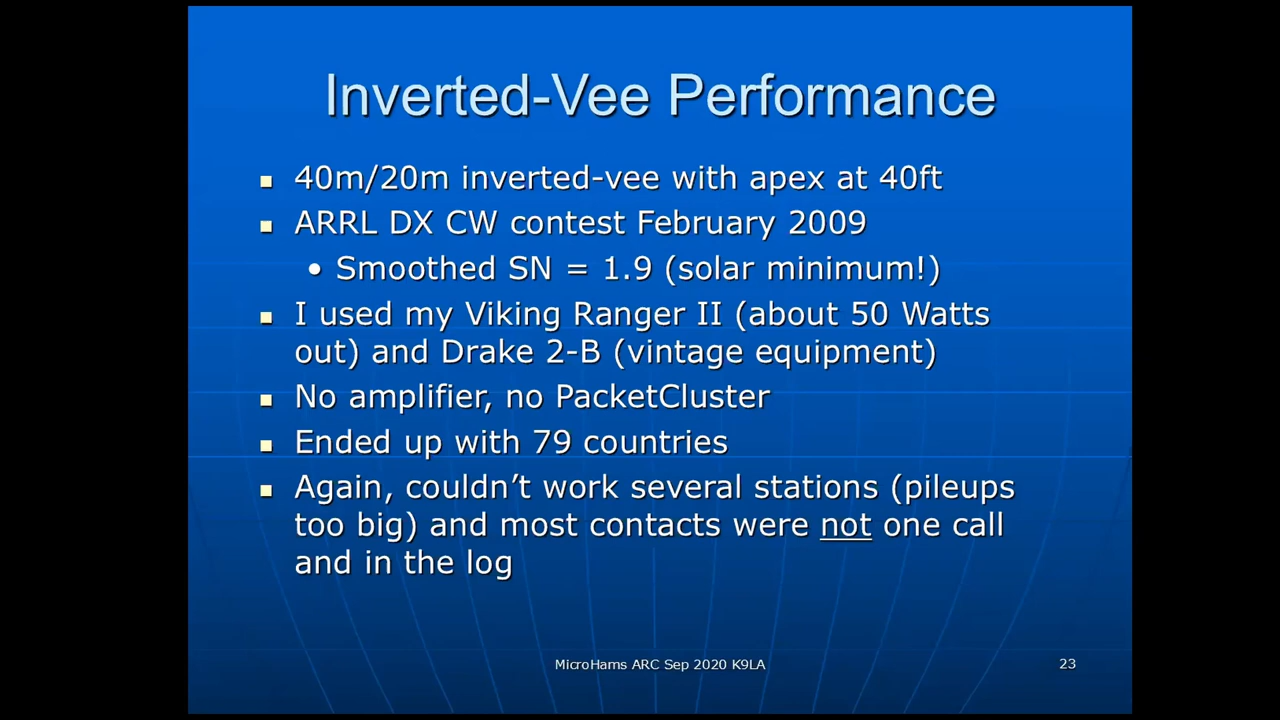 Inverted-Vee Performance
40m/20m inverted-vee with apex at 40ft
ARRL DX CW contest February 2009
Smoothed SN = 1.9 (solar minimum!)
I used my Viking Ranger II (about 50 Watts
out) and Drake 2-B (vintage equipment)
No amplifier, no PacketCluster
Ended up with 79 countries
Again, couldn’t work several stations (pileups
too big) and most contacts were not one call
and in the log
MicroHams ARC Sep 2020 K9LA
23